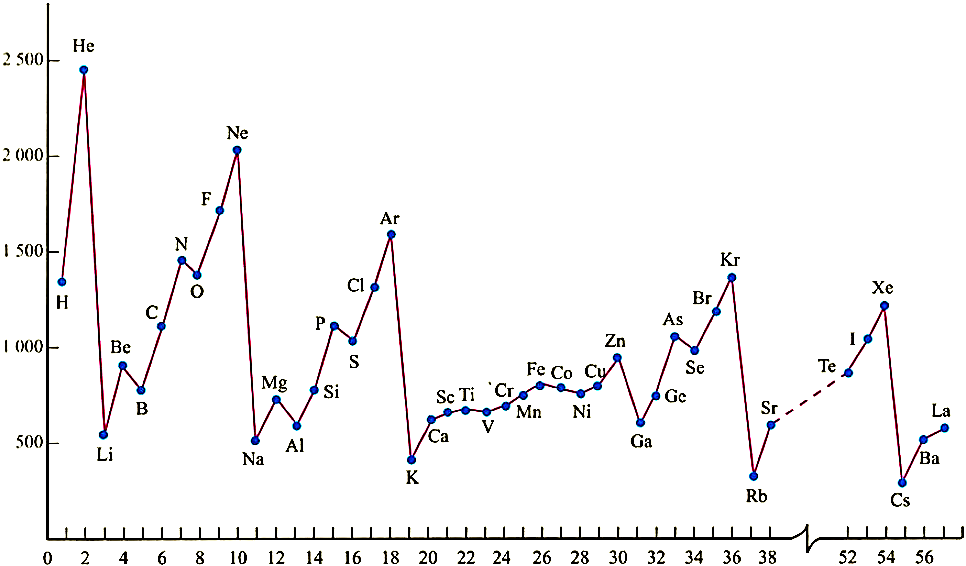 He
2 500
Ne
2 000
F
Ar
N
1 500
O
Kr
H
Cl
Xe
C
Br
P
As
I
1 000
Be
S
Zn
Te
Se
Fe
Co
Cu
B
Mg
Si
Sc
Ti
Cr
Mn
Ni
Ge
Sr
La
Ca
V
500
Li
Na
Al
Ga
Ba
K
Rb
Cs
0 2 4 6 8 10 12 14 16 18 20 22 24 26 28 30 32 34 36 38 52 54 56